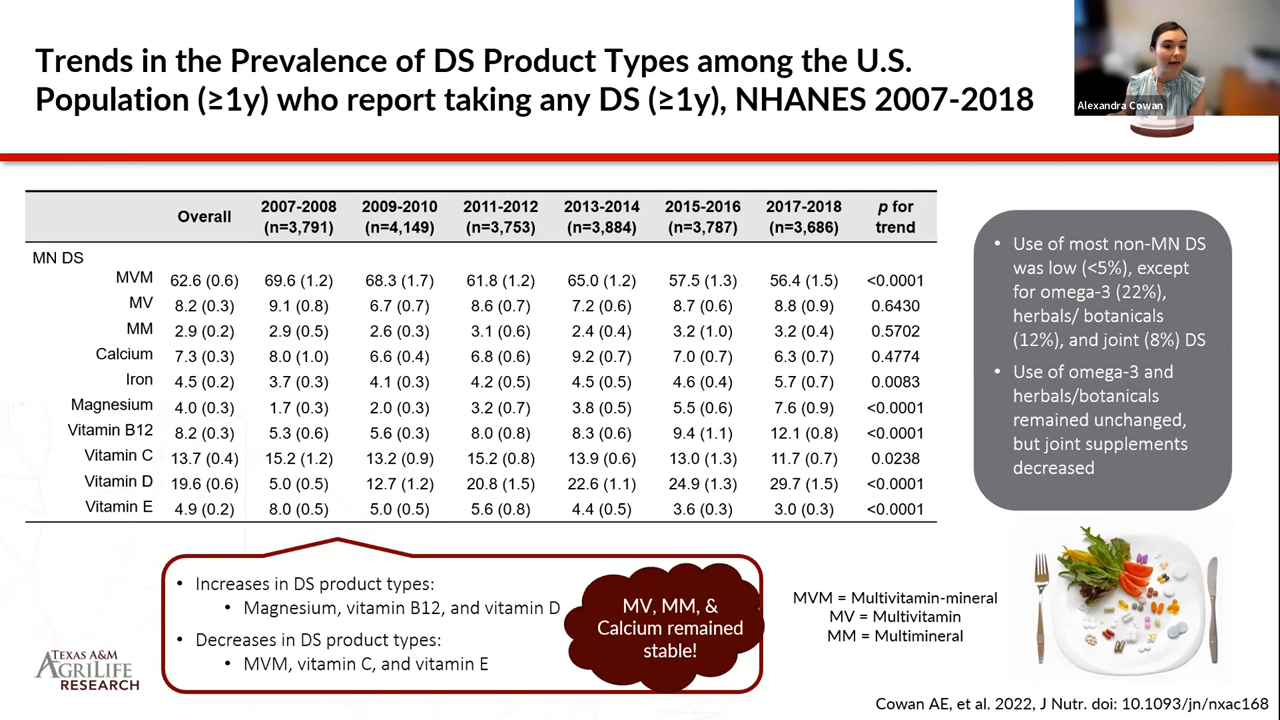 Trends in the Prevalence of DS Product Types among the U.S.
Population (≥1y) who report taking any DS (≥1y), NHANES 2007-2018
Alexandra Cowan
Overall 2007-2008 (n=3,791) 2009-2010 (n=4,149) 2011-2012 (n=3,753) 2013-2014 (n=3,884) 2015-2016 (n=3,787) 2017-2018 (n=3,686) p for trend
MN DS
MVM 62.6 (0.6) 69.6 (1.2) 68.3 (1.7) 61.8 (1.2) 65.0 (1.2) 57.5 (1.3) 56.4 (1.5) <0.0001
MV 8.2 (0.3) 9.1 (0.8) 6.7 (0.7) 8.6 (0.7) 7.2 (0.6) 8.7 (0.6) 8.8 (0.9) 0.6430
MM 2.9 (0.2) 2.9 (0.5) 2.6 (0.3) 3.1 (0.6) 2.4 (0.4) 3.2 (1.0) 3.2 (0.4) 0.5702
Calcium 7.3 (0.3) 8.0 (1.0) 6.6 (0.4) 6.8 (0.6) 9.2 (0.7) 7.0 (0.7) 6.3 (0.7) 0.4774
Iron 4.5 (0.2) 3.7 (0.3) 4.1 (0.3) 4.2 (0.5) 4.5 (0.5) 4.6 (0.4) 5.7 (0.7) 0.0083
Magnesium 4.0 (0.3) 1.7 (0.3) 2.0 (0.3) 3.2 (0.7) 3.8 (0.5) 5.5 (0.6) 7.6 (0.9) <0.0001
Vitamin B12 8.2 (0.3) 5.3 (0.6) 5.6 (0.3) 8.0 (0.8) 8.3 (0.6) 9.4 (1.1) 12.1 (0.8) <0.0001
Vitamin C 13.7 (0.4) 15.2 (1.2) 13.2 (0.9) 15.2 (0.8) 13.9 (0.6) 13.0 (1.3) 11.7 (0.7) 0.0238
Vitamin D 19.6 (0.6) 5.0 (0.5) 12.7 (1.2) 20.8 (1.5) 22.6 (1.1) 24.9 (1.3) 29.7 (1.5) <0.0001
Vitamin E 4.9 (0.2) 8.0 (0.5) 5.0 (0.5) 5.6 (0.8) 4.4 (0.5) 3.6 (0.3) 3.0 (0.3) <0.0001
• Use of most non-MN DS
was low (<5%), except
for omega-3 (22%),
herbals/ botanicals
(12%), and joint (8%) DS
• Use of omega-3 and
herbals/botanicals
remained unchanged,
but joint supplements
decreased
• Increases in DS product types:
• Magnesium, vitamin B12, and vitamin D
• Decreases in DS product types:
• MVM, vitamin C, and vitamin E
MV, MM, &
Calcium remained
stable!
MVM = Multivitamin-mineral
MV = Multivitamin
MM = Multimineral
TEXAS A&M
AGRILIFE
RESEARCH
Cowan AE, et al. 2022, J Nutr. doi: 10.1093/jn/nxac168